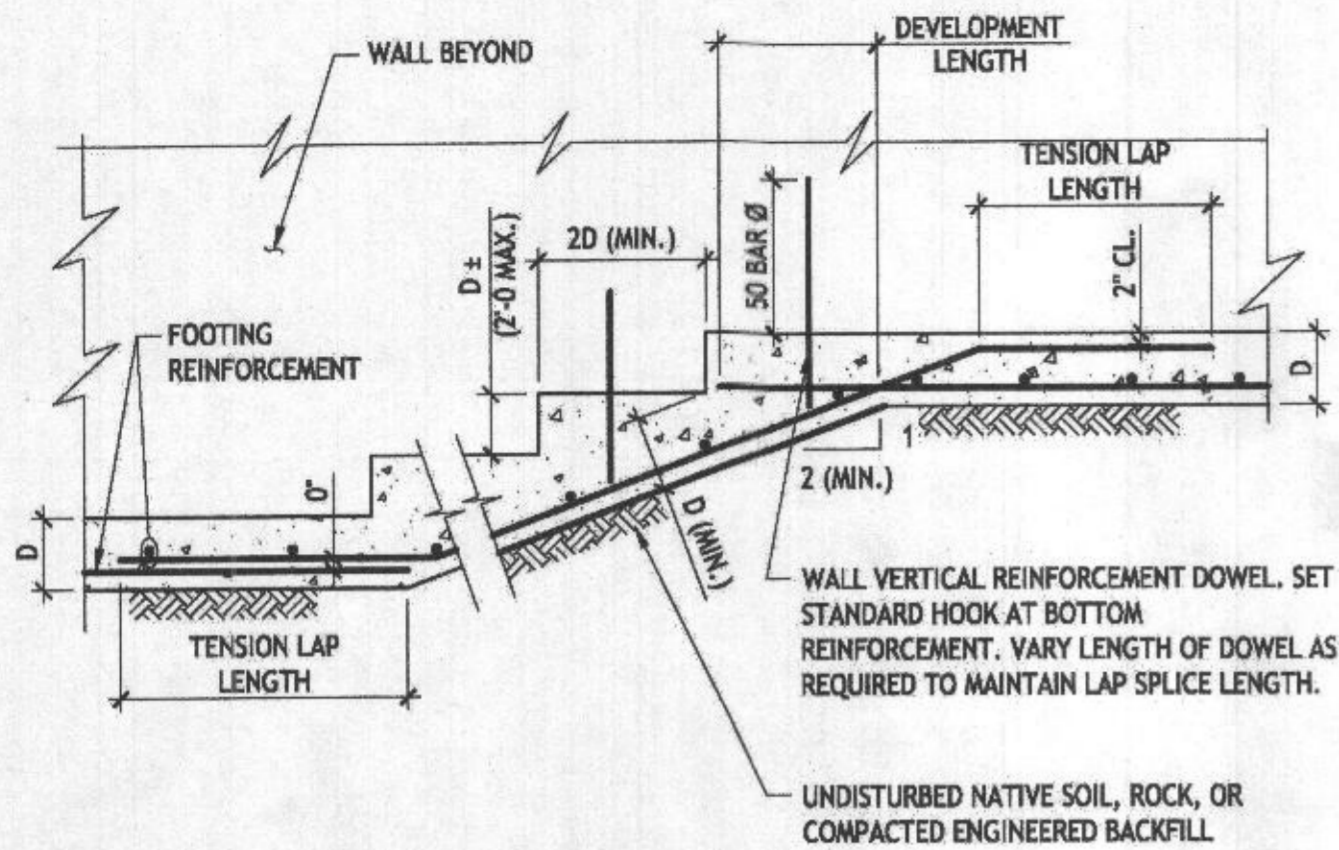 DEVELOPMENT
LENGTH
WALL BEYOND
TENSION LAP
LENGTH
2D (MIN.)
D ±
(2'-0 MAX.)
50 BAR Ø
2" CL.
FOOTING
REINFORCEMENT
D
1
2 (MIN.)
0"
D
D (MIN.)
TENSION LAP
LENGTH
WALL VERTICAL REINFORCEMENT DOWEL. SET
STANDARD HOOK AT BOTTOM
REINFORCEMENT. VARY LENGTH OF DOWEL AS
REQUIRED TO MAINTAIN LAP SPLICE LENGTH.
UNDISTURBED NATIVE SOIL, ROCK, OR
COMPACTED ENGINEERED BACKFILL